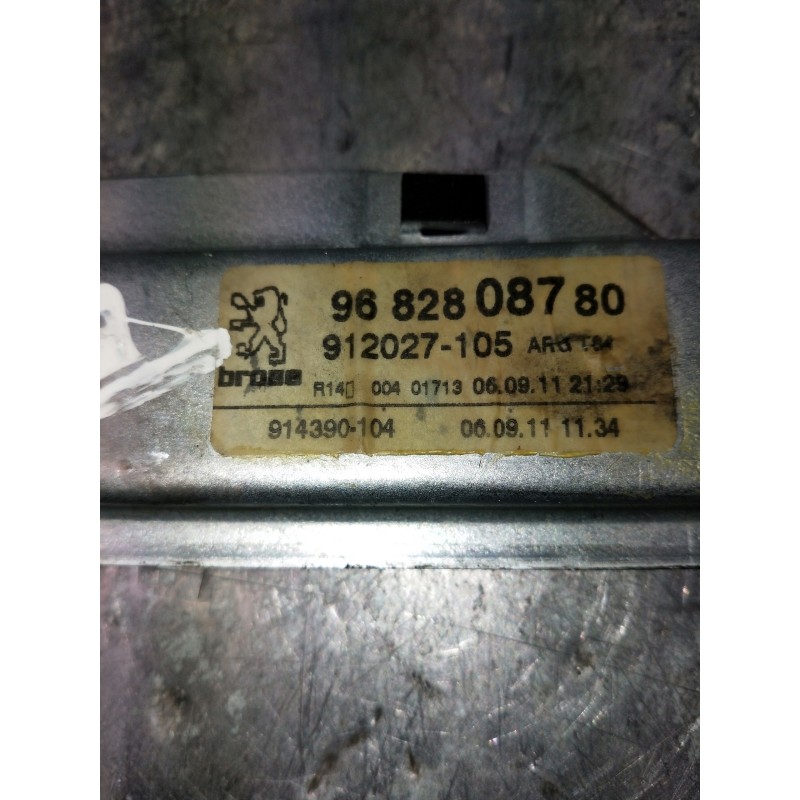 96 828 087 80
912027-105
brose
R14 004 01713 06.09.11 21:29
914390-104 06.09.11 11.34